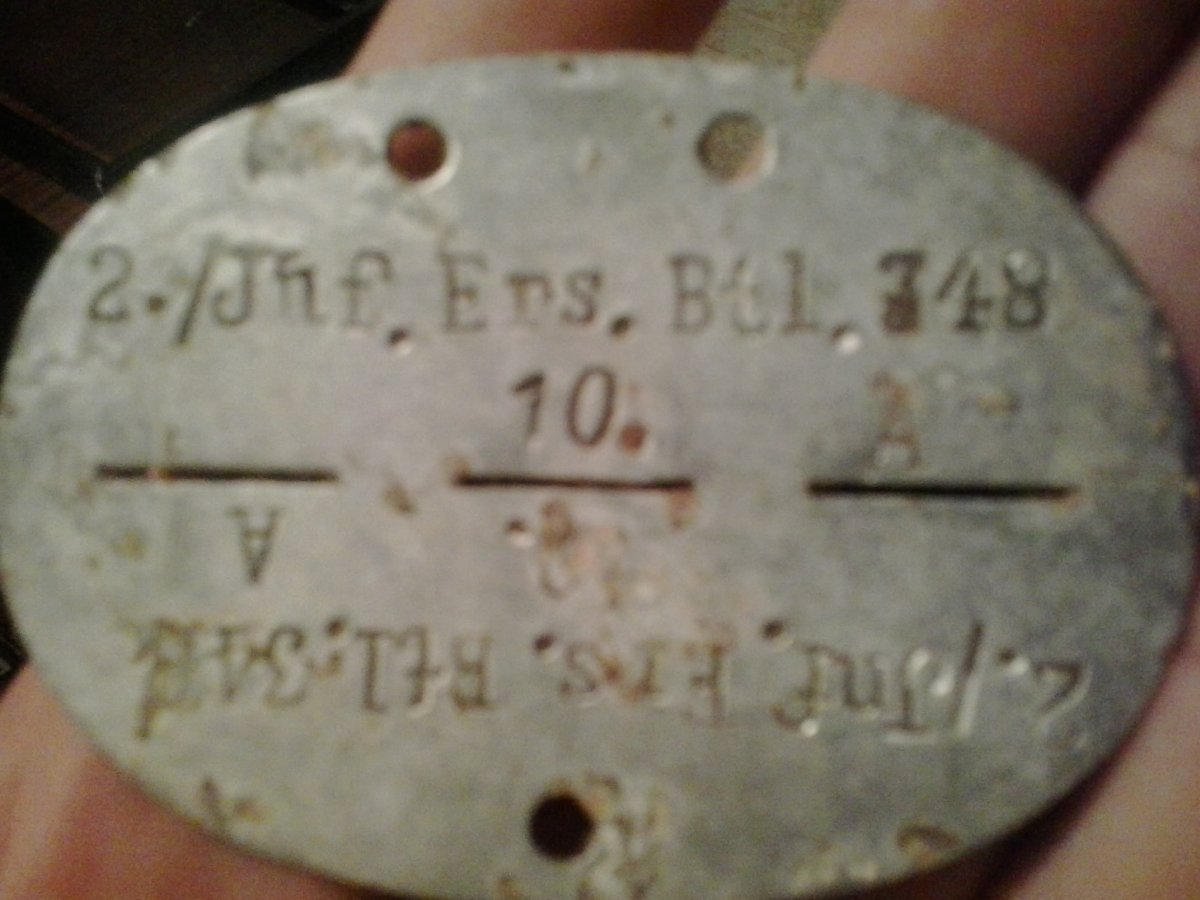 2./Jnf. Ers. Btl. 348
10. A
A
2./Jnf. Ers. Btl. 348